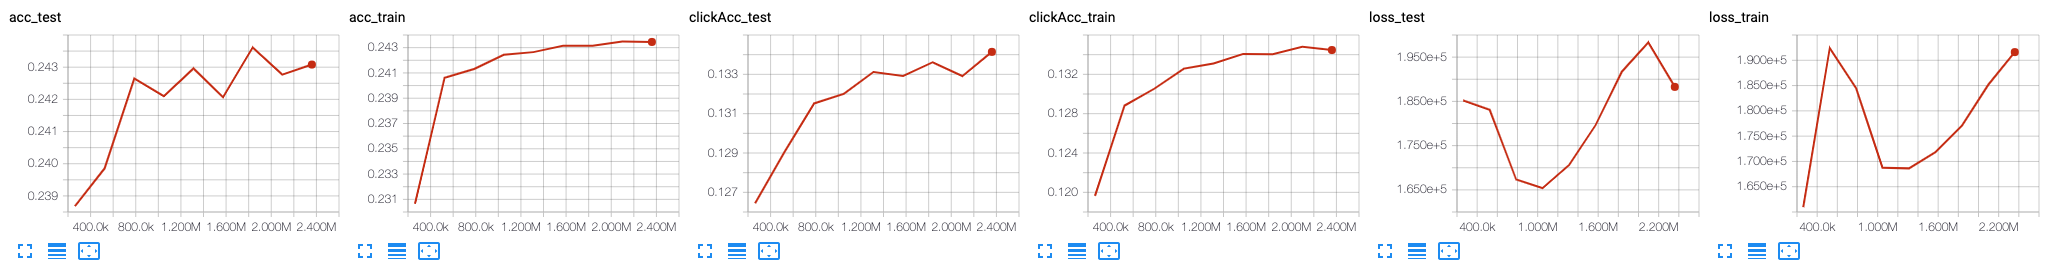 acc_test
0.243
0.242
0.241
0.240
0.239
400.0k 800.0k 1.200M 1.600M 2.000M 2.400M
acc_train
0.243
0.241
0.239
0.237
0.235
0.233
0.231
400.0k 800.0k 1.200M 1.600M 2.000M 2.400M
clickAcc_test
0.133
0.131
0.129
0.127
400.0k 800.0k 1.200M 1.600M 2.000M 2.400M
clickAcc_train
0.132
0.128
0.124
0.120
400.0k 800.0k 1.200M 1.600M 2.000M 2.400M
loss_test
1.950e+5
1.850e+5
1.750e+5
1.650e+5
400.0k 1.000M 1.600M 2.200M
loss_train
1.900e+5
1.850e+5
1.800e+5
1.750e+5
1.700e+5
1.650e+5
400.0k 1.000M 1.600M 2.200M